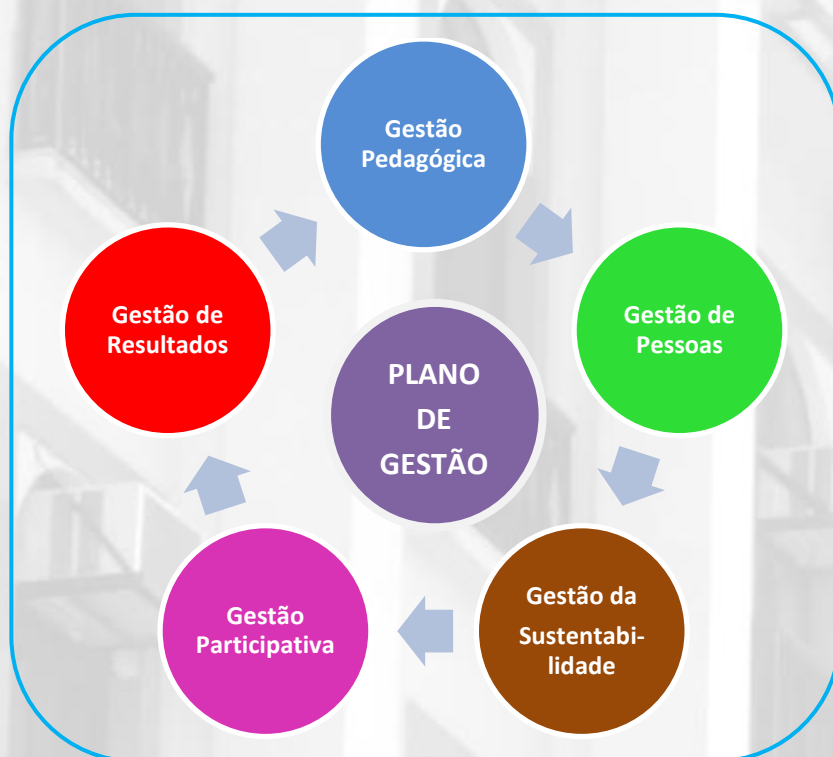 Gestão
Pedagógica
Gestão de
Resultados
Gestão de
Pessoas
PLANO
DE
GESTÃO
Gestão
Participativa
Gestão da
Sustentabi-
lidade